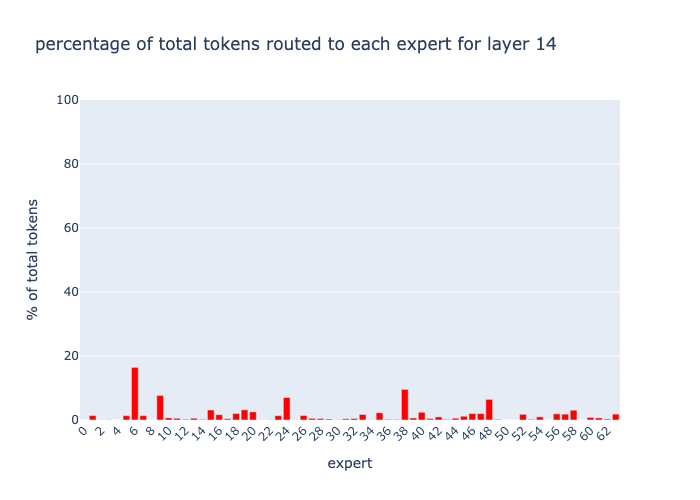 percentage of total tokens routed to each expert for layer 14
100
80
60
40
20
0
% of total tokens
0 2 4 6 8 10 12 14 16 18 20 22 24 26 28 30 32 34 36 38 40 42 44 46 48 50 52 54 56 58 60 62
expert